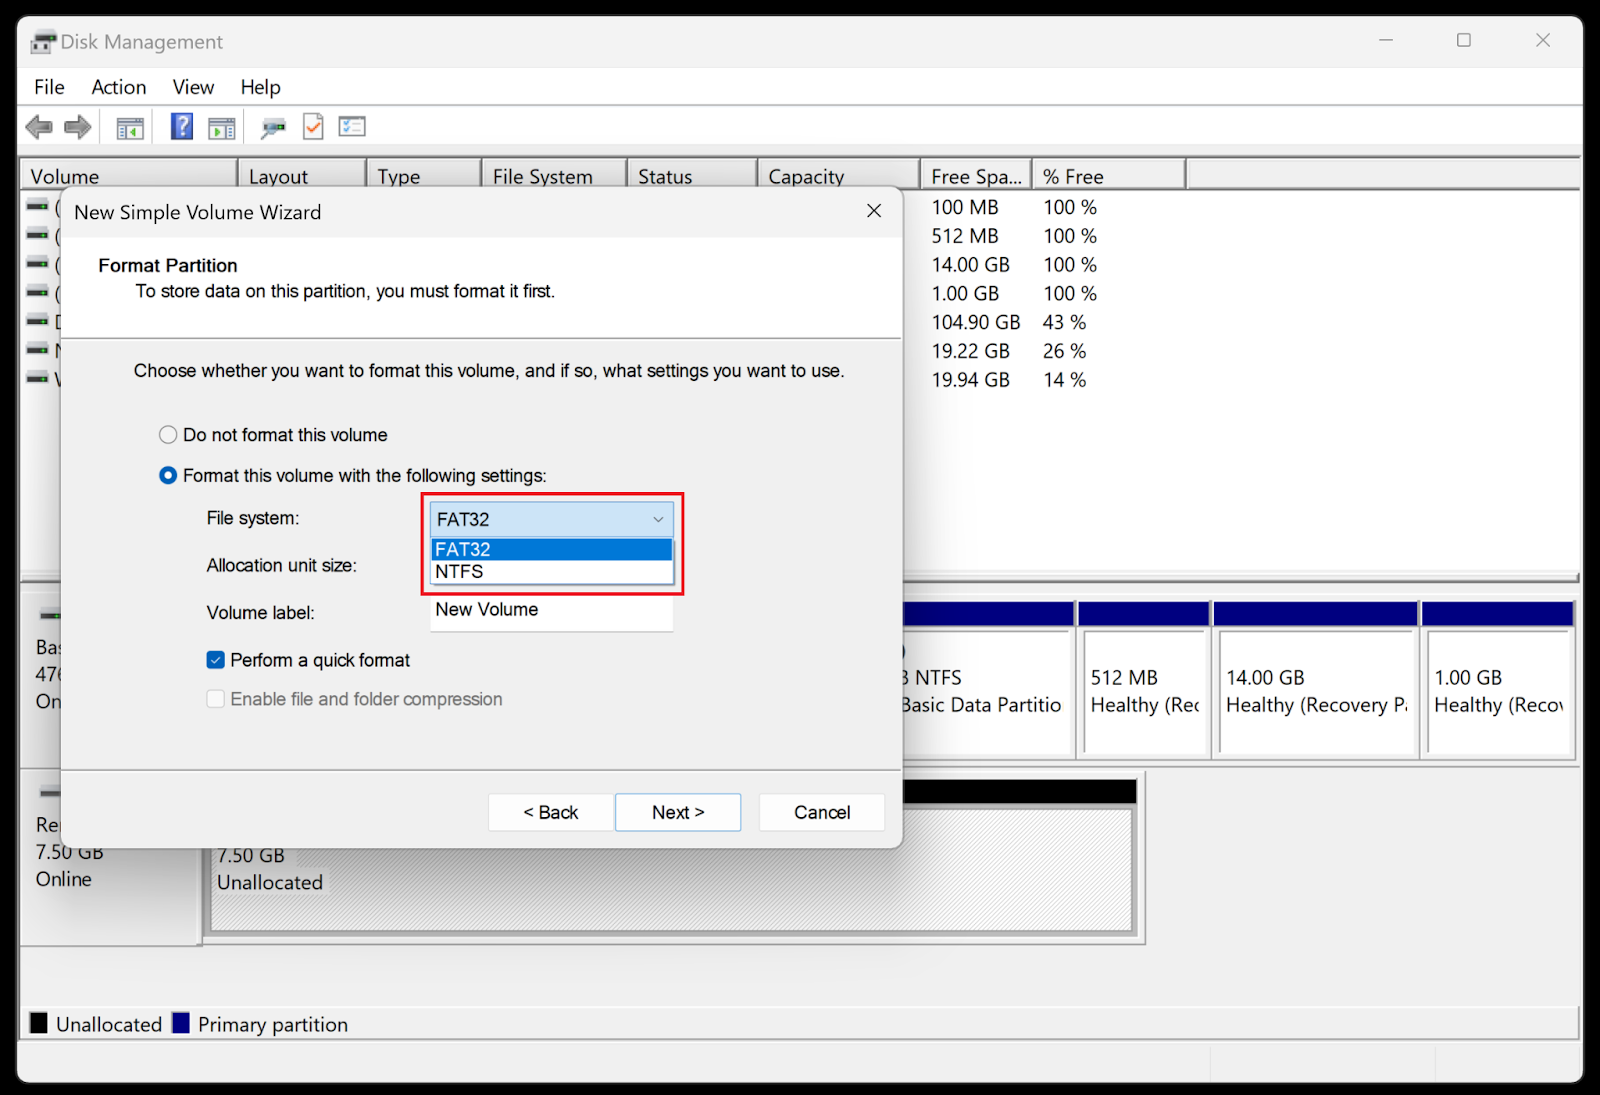 Disk Management
File Action View Help
Volume Layout Type File System Status Capacity Free Spa... % Free
100 MB 100 %
512 MB 100 %
14.00 GB 100 %
1.00 GB 100 %
104.90 GB 43 %
19.22 GB 26 %
19.94 GB 14 %
New Simple Volume Wizard
Format Partition
To store data on this partition, you must format it first.
Choose whether you want to format this volume, and if so, what settings you want to use.
Do not format this volume
Format this volume with the following settings:
File system: FAT32
FAT32
NTFS
Allocation unit size:
Volume label: New Volume
Perform a quick format
Enable file and folder compression
< Back Next > Cancel
Bas
476
On
NTFS
Basic Data Partitio
512 MB
Healthy (Rec
14.00 GB
Healthy (Recovery Pa
1.00 GB
Healthy (Recov
Re
7.50 GB
Online
7.50 GB
Unallocated
Unallocated Primary partition